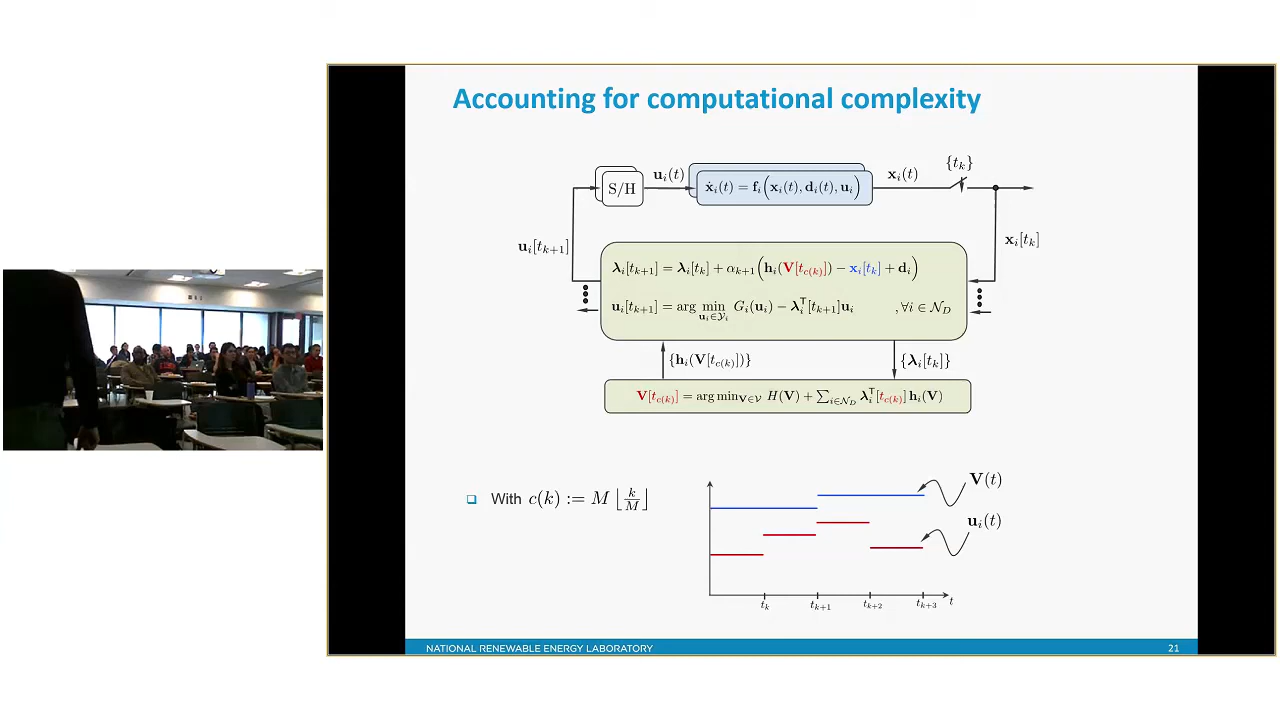 Accounting for computational complexity
{t_k}
u_i(t)
x_i(t)
S/H
ẋ_i(t) = f_i(x_i(t), d_i(t), u_i)
u_i[t_{k+1}]
x_i[t_k]
λ_i[t_{k+1}] = λ_i[t_k] + α_{k+1}(h_i(V[t_{c(k)}]) − x_i[t_k] + d_i)
u_i[t_{k+1}] = arg min_{u_i∈𝒴_i} G_i(u_i) − λ_i^T[t_{k+1}]u_i , ∀i ∈ 𝒩_D
{h_i(V[t_{c(k)}])}
{λ_i[t_k]}
V[t_{c(k)}] = arg min_{V∈𝒱} H(V) + ∑_{i∈𝒩_D} λ_i^T[t_{c(k)}] h_i(V)
V(t)
With c(k) := M ⌊k/M⌋
u_i(t)
t_k t_{k+1} t_{k+2} t_{k+3} t
NATIONAL RENEWABLE ENERGY LABORATORY 21